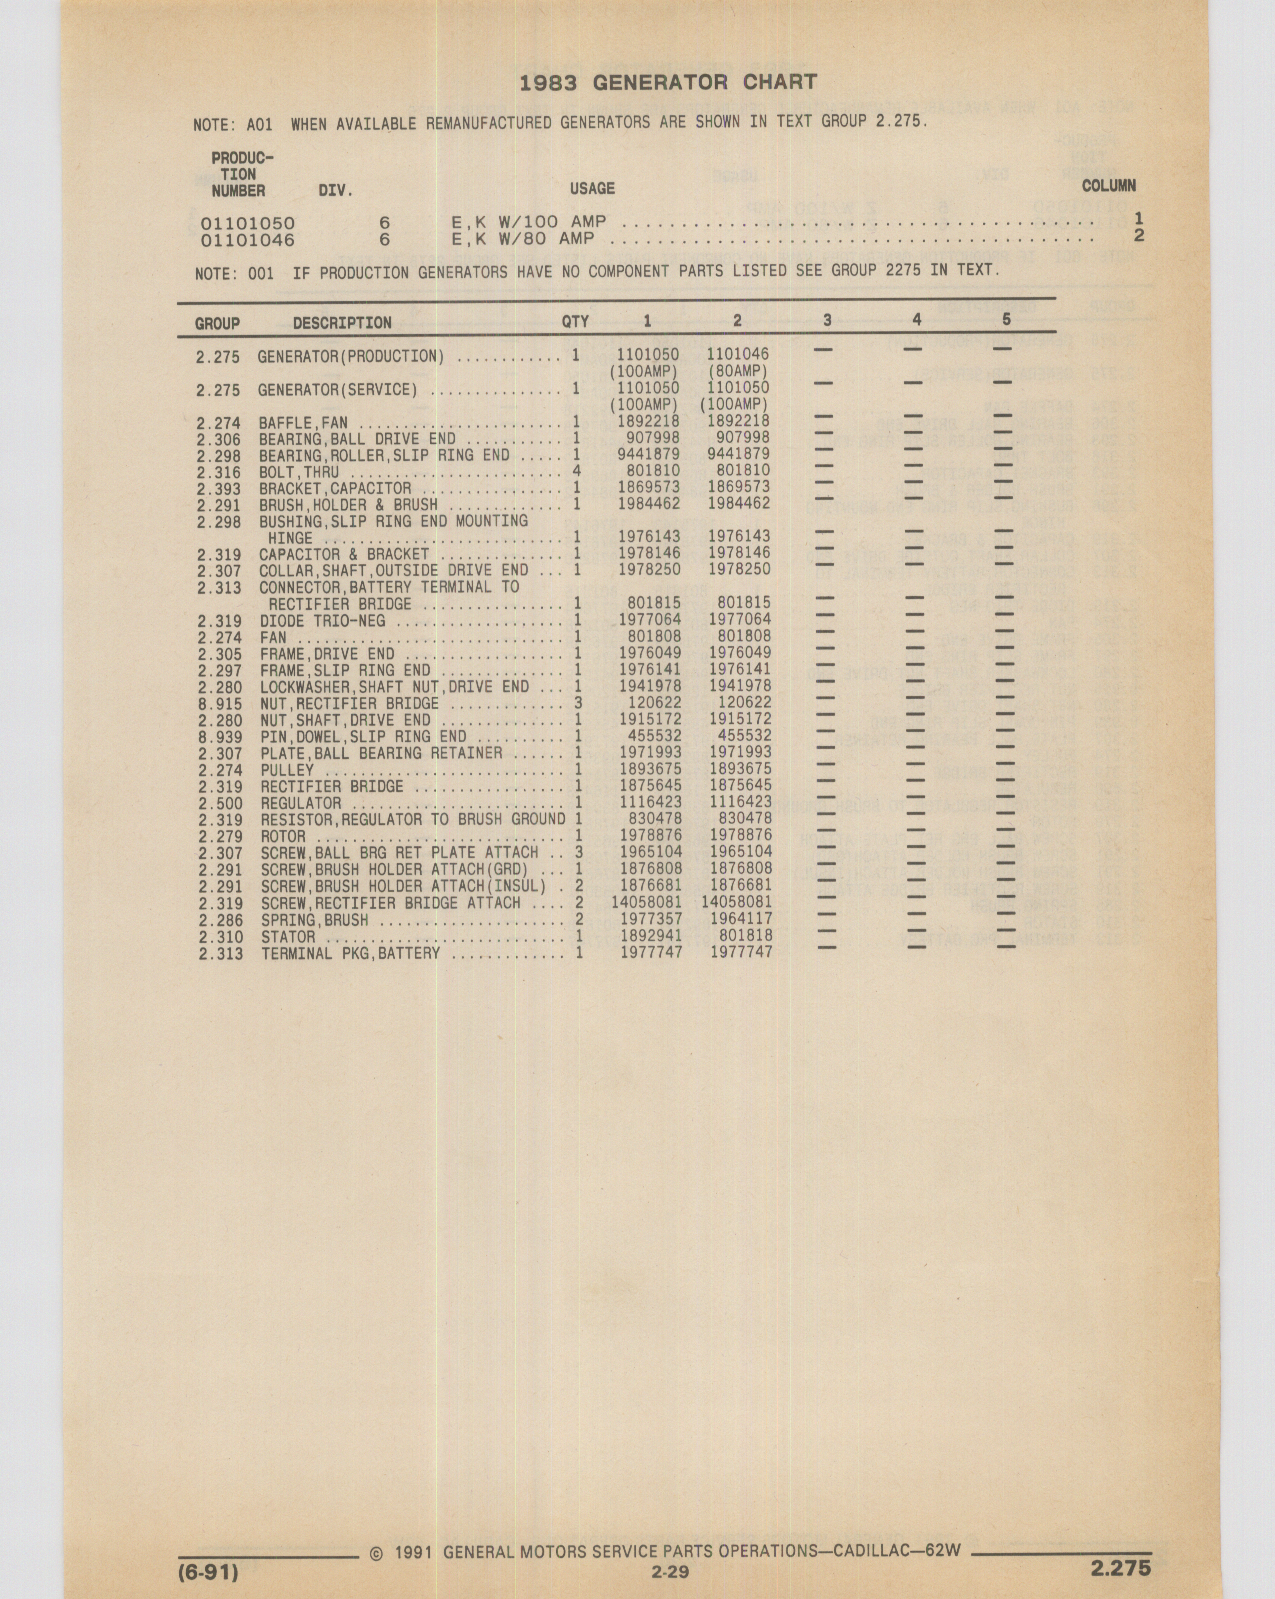 1983 GENERATOR CHART
NOTE: A01 WHEN AVAILABLE REMANUFACTURED GENERATORS ARE SHOWN IN TEXT GROUP 2.275.
PRODUC-
TION
NUMBER DIV. USAGE COLUMN
01101050 6 E,K W/100 AMP ........................................ 1
01101046 6 E,K W/80 AMP ......................................... 2
NOTE: 001 IF PRODUCTION GENERATORS HAVE NO COMPONENT PARTS LISTED SEE GROUP 2275 IN TEXT.
GROUP DESCRIPTION QTY 1 2 3 4 5
2.275 GENERATOR(PRODUCTION) ............ 1 1101050 1101046 — — —
(100AMP) (80AMP)
2.275 GENERATOR(SERVICE) ............... 1 1101050 1101050 — — —
(100AMP) (100AMP)
2.274 BAFFLE,FAN ....................... 1 1892218 1892218 — — —
2.306 BEARING,BALL DRIVE END ........... 1 907998 907998 — — —
2.298 BEARING,ROLLER,SLIP RING END ..... 1 9441879 9441879 — — —
2.316 BOLT,THRU ........................ 4 801810 801810 — — —
2.393 BRACKET,CAPACITOR ................ 1 1869573 1869573 — — —
2.291 BRUSH,HOLDER & BRUSH ............. 1 1984462 1984462 — — —
2.298 BUSHING,SLIP RING END MOUNTING
HINGE ........................... 1 1976143 1976143 — — —
2.319 CAPACITOR & BRACKET .............. 1 1978146 1978146 — — —
2.307 COLLAR,SHAFT,OUTSIDE DRIVE END ... 1 1978250 1978250 — — —
2.313 CONNECTOR,BATTERY TERMINAL TO
RECTIFIER BRIDGE ................ 1 801815 801815 — — —
2.319 DIODE TRIO-NEG ................... 1 1977064 1977064 — — —
2.274 FAN .............................. 1 801808 801808 — — —
2.305 FRAME,DRIVE END .................. 1 1976049 1976049 — — —
2.297 FRAME,SLIP RING END .............. 1 1976141 1976141 — — —
2.280 LOCKWASHER,SHAFT NUT,DRIVE END ... 1 1941978 1941978 — — —
8.915 NUT,RECTIFIER BRIDGE ............. 3 120622 120622 — — —
2.280 NUT,SHAFT,DRIVE END .............. 1 1915172 1915172 — — —
8.939 PIN,DOWEL,SLIP RING END .......... 1 455532 455532 — — —
2.307 PLATE,BALL BEARING RETAINER ...... 1 1971993 1971993 — — —
2.274 PULLEY ........................... 1 1893675 1893675 — — —
2.319 RECTIFIER BRIDGE ................. 1 1875645 1875645 — — —
2.500 REGULATOR ........................ 1 1116423 1116423 — — —
2.319 RESISTOR,REGULATOR TO BRUSH GROUND 1 830478 830478 — — —
2.279 ROTOR ............................ 1 1978876 1978876 — — —
2.307 SCREW,BALL BRG RET PLATE ATTACH .. 3 1965104 1965104 — — —
2.291 SCREW,BRUSH HOLDER ATTACH(GRD) ... 1 1876808 1876808 — — —
2.291 SCREW,BRUSH HOLDER ATTACH(INSUL) . 2 1876681 1876681 — — —
2.319 SCREW,RECTIFIER BRIDGE ATTACH .... 2 14058081 14058081 — — —
2.286 SPRING,BRUSH ..................... 2 1977357 1964117 — — —
2.310 STATOR ........................... 1 1892941 801818 — — —
2.313 TERMINAL PKG,BATTERY ............. 1 1977747 1977747 — — —
© 1991 GENERAL MOTORS SERVICE PARTS OPERATIONS—CADILLAC—62W
(6-91) 2-29 2.275